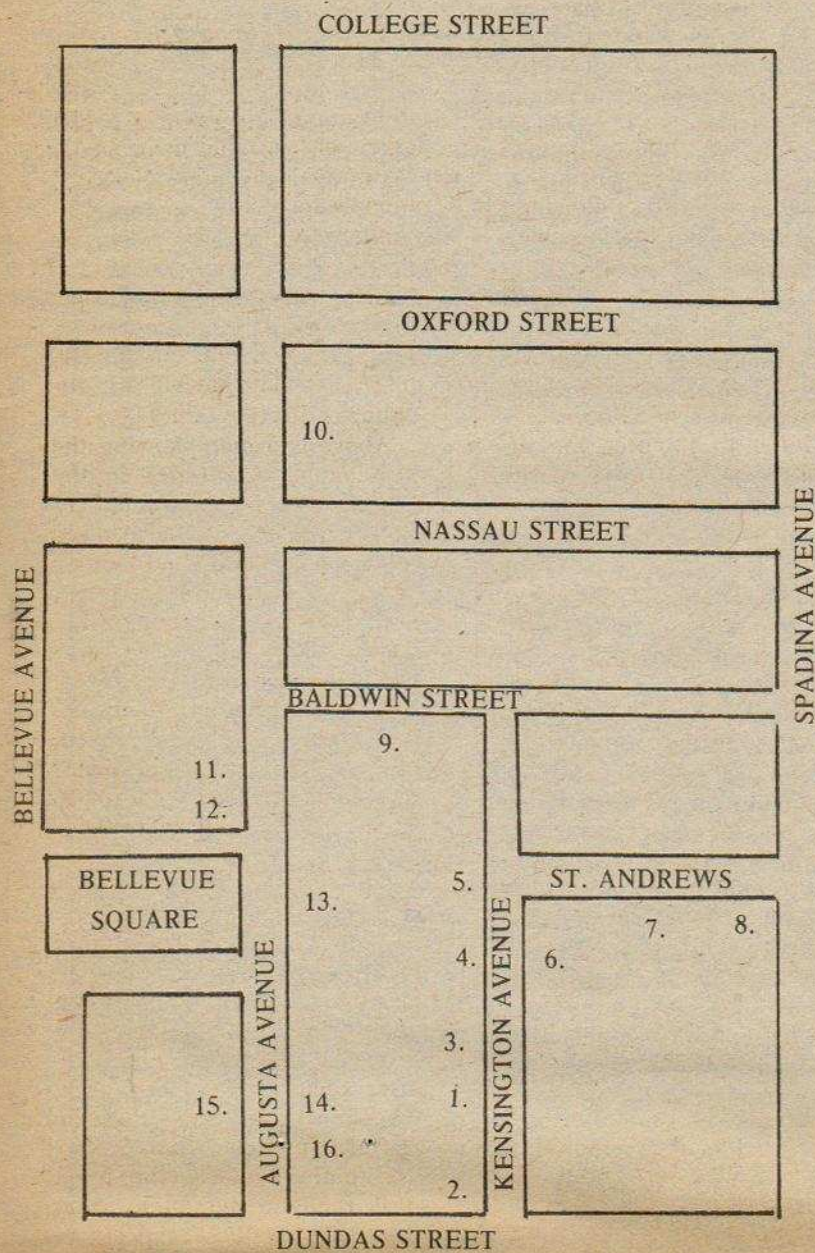 COLLEGE STREET
OXFORD STREET
10.
NASSAU STREET
SPADINA AVENUE
BELLEVUE AVENUE
BALDWIN STREET
9.
11.
12.
BELLEVUE
SQUARE
5.
ST. ANDREWS
13.
7.
8.
4.
6.
AUGUSTA AVENUE
KENSINGTON AVENUE
3.
15.
14.
1.
16.
2.
DUNDAS STREET